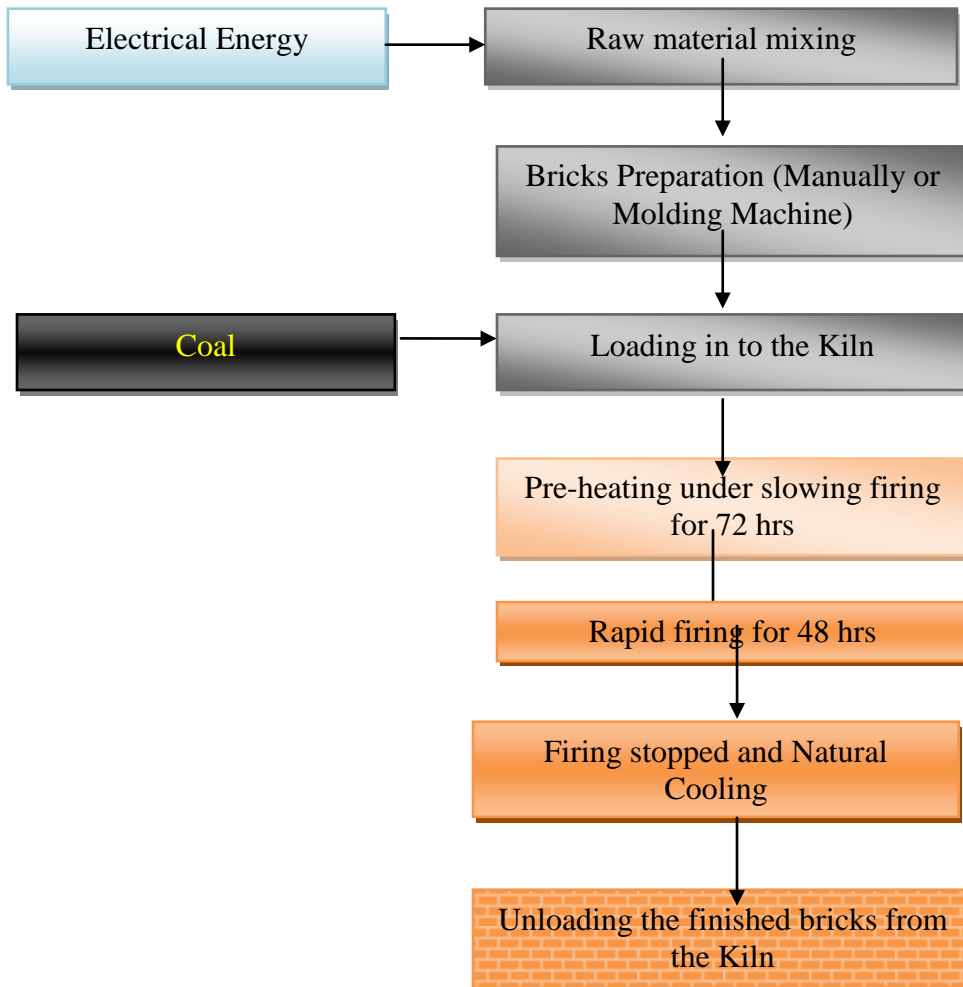 Electrical Energy
Raw material mixing
Bricks Preparation (Manually or
Molding Machine)
Coal
Loading in to the Kiln
Pre-heating under slowing firing
for 72 hrs
Rapid firing for 48 hrs
Firing stopped and Natural
Cooling
Unloading the finished bricks from
the Kiln